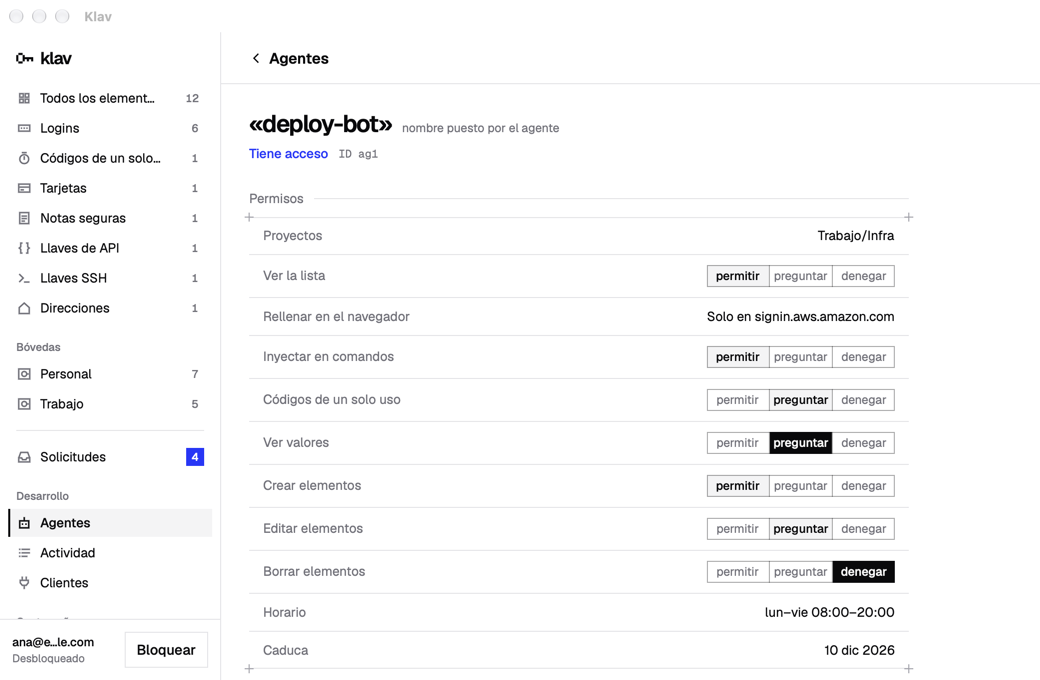 Klav
klav
Agentes
Todos los element... 12
Logins 6
Códigos de un solo... 1
Tarjetas 1
Notas seguras 1
Llaves de API 1
Llaves SSH 1
Direcciones 1
Bóvedas
Personal 7
Trabajo 5
Solicitudes 4
Desarrollo
Agentes
Actividad
Clientes
ana@e...le.com
Desbloqueado
Bloquear
«deploy-bot» nombre puesto por el agente
Tiene acceso ID ag1
Permisos
Proyectos Trabajo/Infra
Ver la lista permitir preguntar denegar
Rellenar en el navegador Solo en signin.aws.amazon.com
Inyectar en comandos permitir preguntar denegar
Códigos de un solo uso permitir preguntar denegar
Ver valores permitir preguntar denegar
Crear elementos permitir preguntar denegar
Editar elementos permitir preguntar denegar
Borrar elementos permitir preguntar denegar
Horario lun–vie 08:00–20:00
Caduca 10 dic 2026